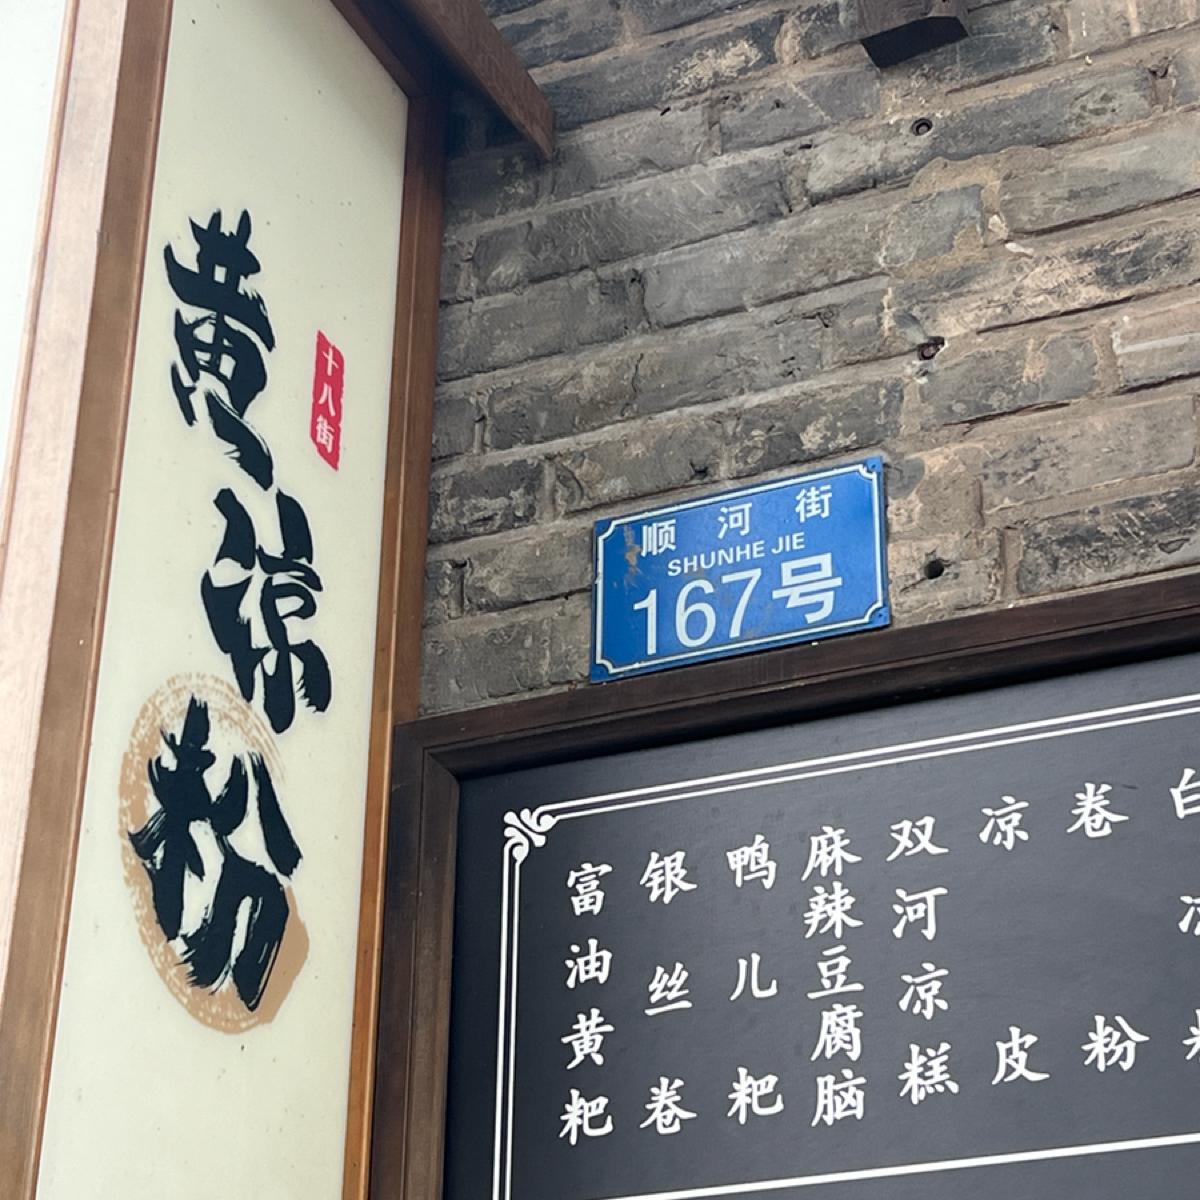 黄凉粉
十八街
顺河街
SHUNHE JIE
167号
富油黄粑
银丝卷
鸭儿粑
麻辣豆腐脑
双河凉糕
凉皮
卷粉